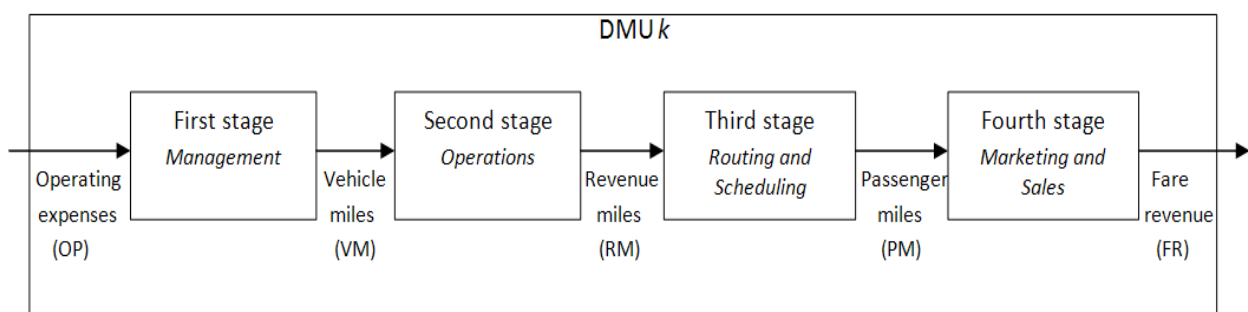 DMU k
First stage
Management
Second stage
Operations
Third stage
Routing and
Scheduling
Fourth stage
Marketing and
Sales
Operating
expenses
(OP)
Vehicle
miles
(VM)
Revenue
miles
(RM)
Passenger
miles
(PM)
Fare
revenue
(FR)